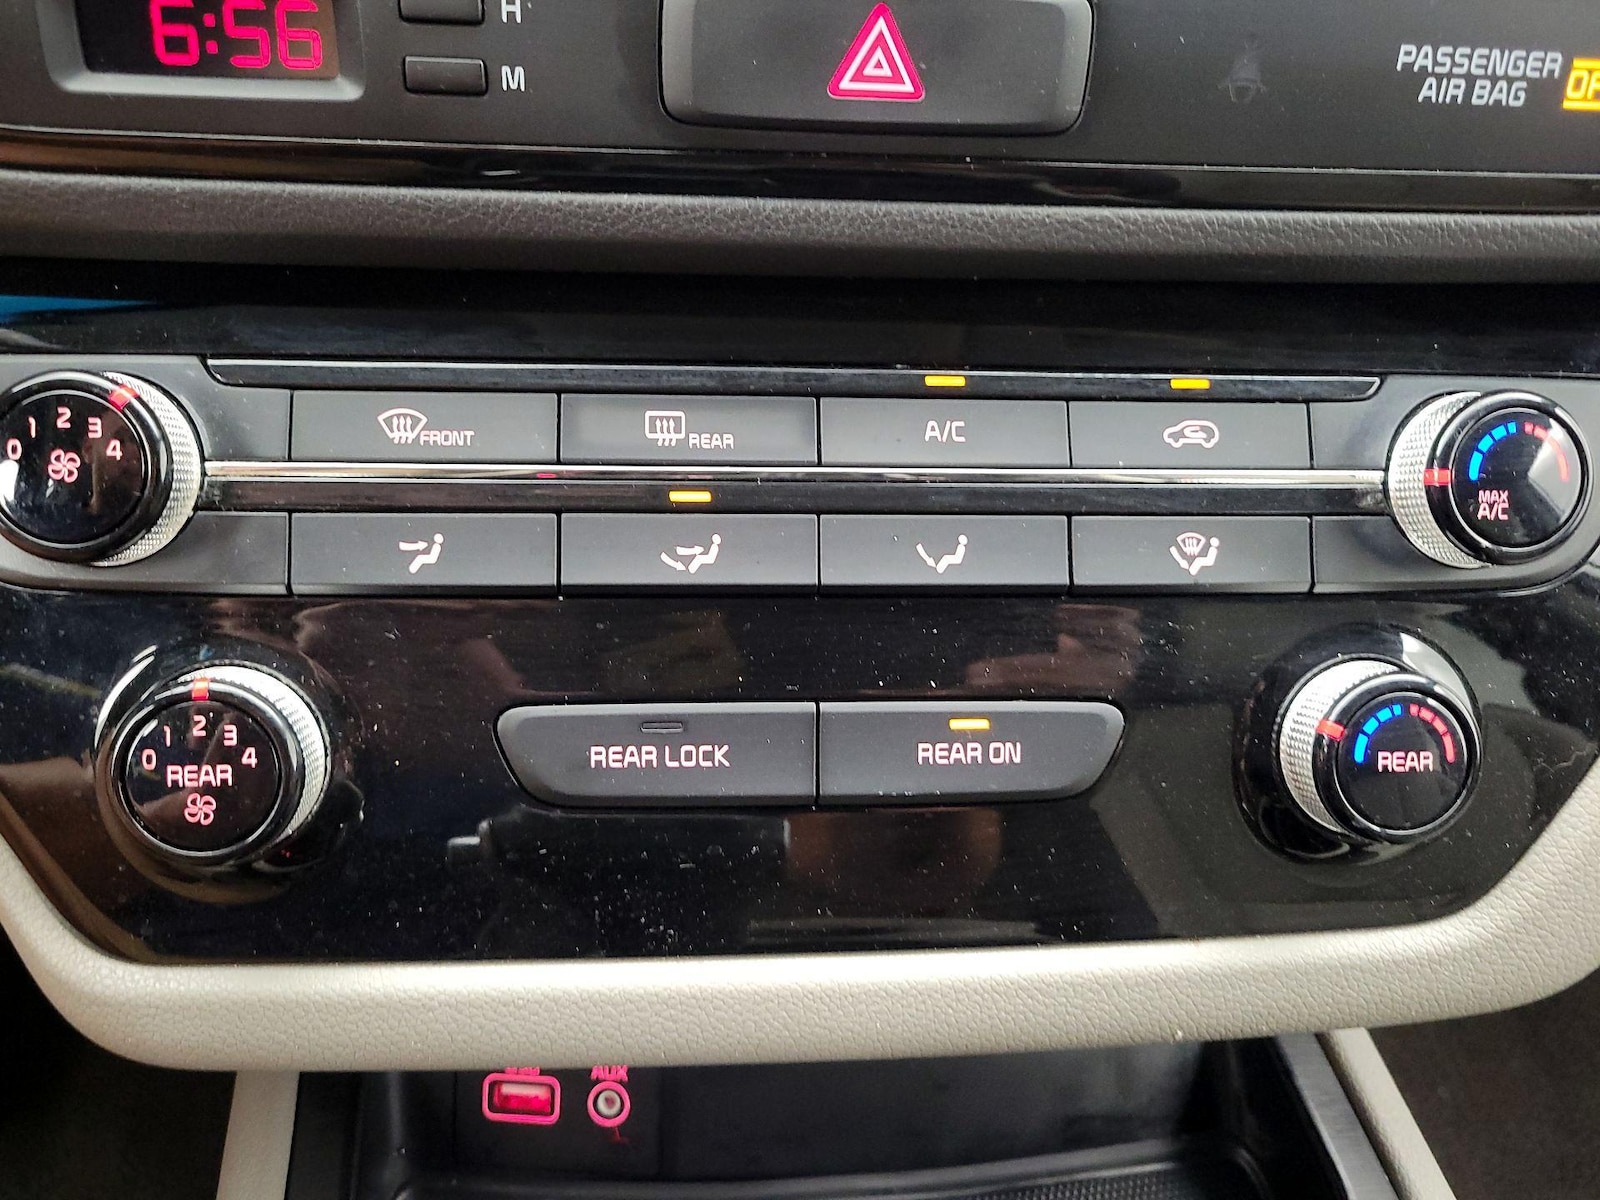 6:56
H
M
PASSENGER
AIR BAG
0 1 2 3 4
FRONT
REAR
A/C
MAX
A/C
0 1 2 3 4
REAR
REAR LOCK
REAR ON
REAR
AUX